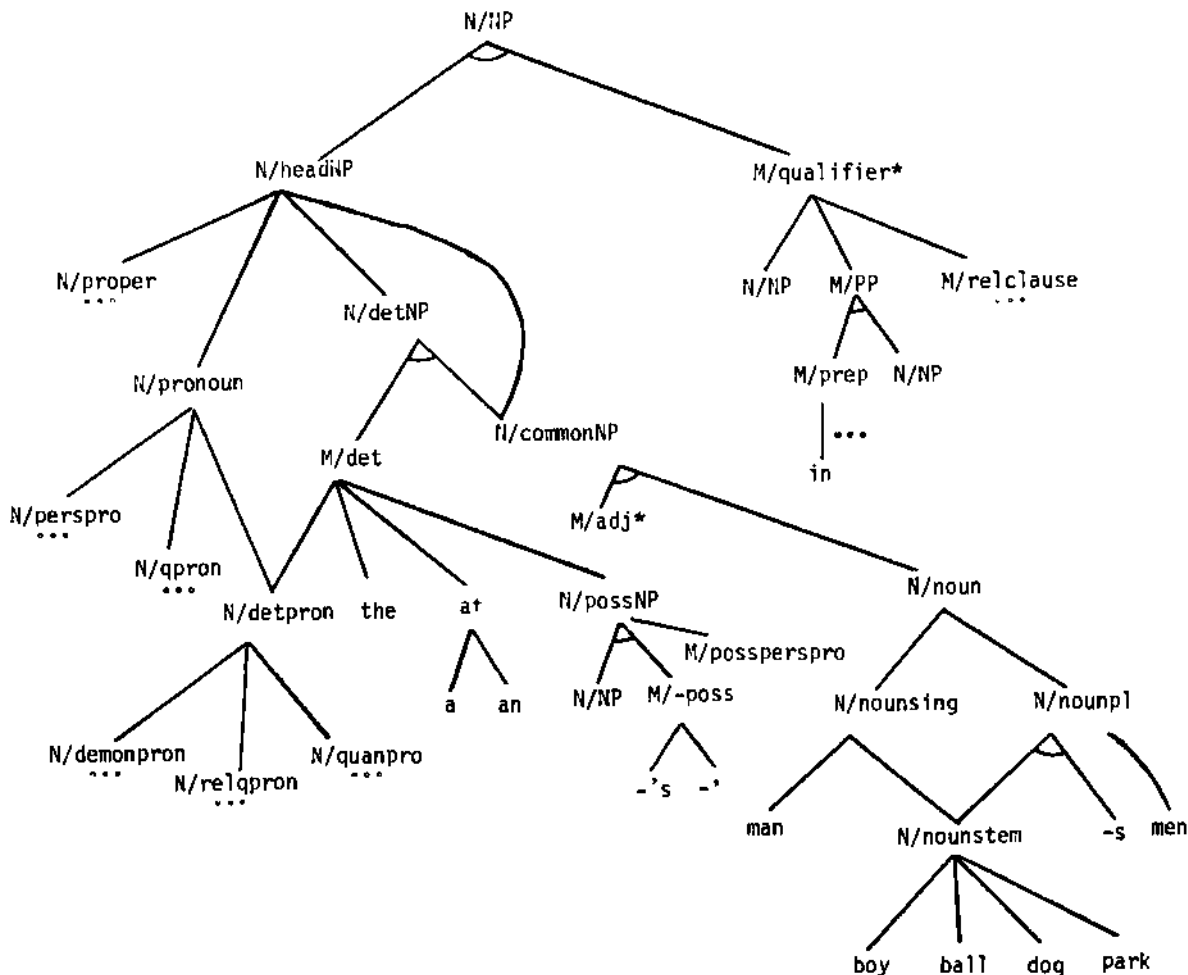 N/NP
N/headNP
M/qualifier*
N/proper
...
N/detNP
N/NP
M/PP
M/relclause
...
N/pronoun
M/prep
N/NP
N/commonNP
M/det
in
...
N/perspro
...
M/adj*
N/qpron
...
N/noun
N/detpron
the
a†
N/possNP
M/possperspro
a
an
N/NP
M/-poss
N/nounsing
N/nounpl
N/demonpron
...
N/relqpron
...
N/quanpro
...
-'s
-'
man
N/nounstem
-s
men
boy
ball
dog
park